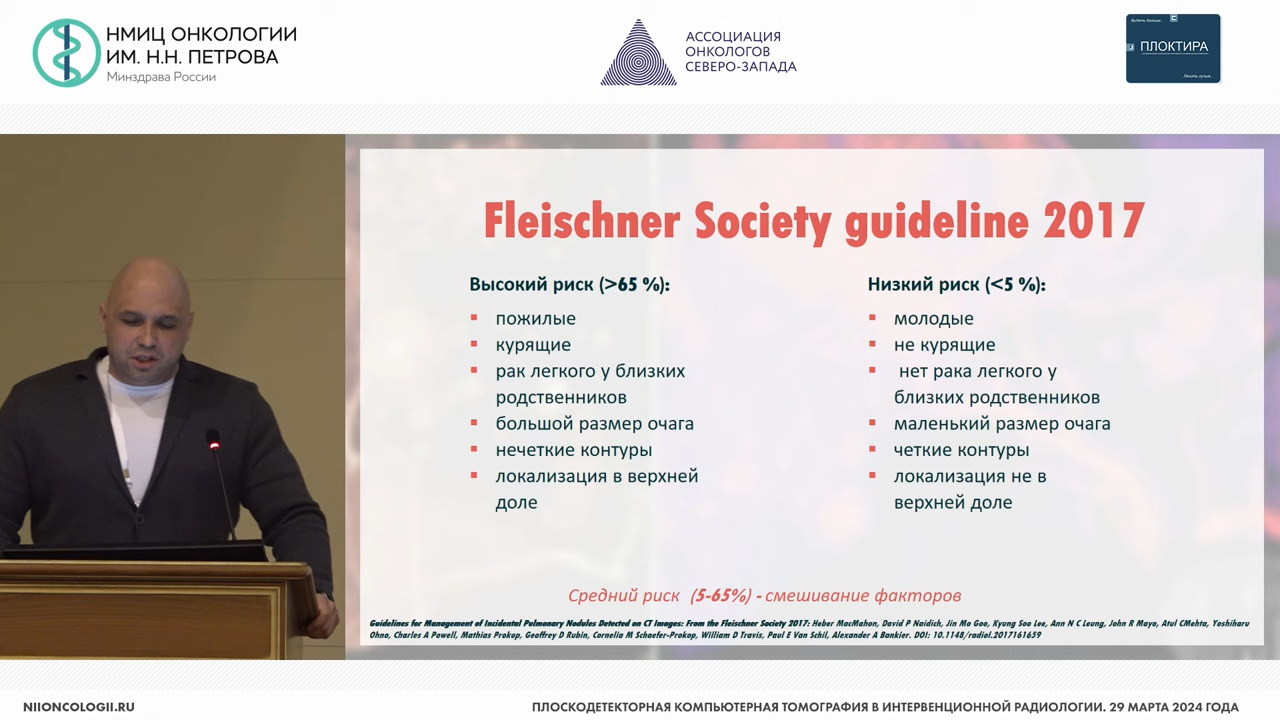 НМИЦ ОНКОЛОГИИ
ИМ. Н.Н. ПЕТРОВА
Минздрава России
АССОЦИАЦИЯ
ОНКОЛОГОВ
СЕВЕРО-ЗАПАДА
Видеть больше...
ПЛОКТИРА
Лечить лучше...
Fleischner Society guideline 2017
Высокий риск (>65 %):
пожилые
курящие
рак легкого у близких
родственников
большой размер очага
нечеткие контуры
локализация в верхней
доле
Низкий риск (<5 %):
молодые
не курящие
нет рака легкого у
близких родственников
маленький размер очага
четкие контуры
локализация не в
верхней доле
Средний риск (5-65%) - смешивание факторов
Guidelines for Management of Incidental Pulmonary Nodules Detected on CT Images: From the Fleischner Society 2017: Heber MacMahon, David P Naidich, Jin Mo Goo, Kyung Soo Lee, Ann N C Leung, John R Mayo, Atul CMehta, Yoshiharu
Ohno, Charles A Powell, Mathias Prokop, Geoffrey D Rubin, Cornelia M Schaefer-Prokop, William D Travis, Paul E Van Schil, Alexander A Bankier. DOI: 10.1148/radiol.2017161659
NIIONCOLOGII.RU
ПЛОСКОДЕТЕКТОРНАЯ КОМПЬЮТЕРНАЯ ТОМОГРАФИЯ В ИНТЕРВЕНЦИОННОЙ РАДИОЛОГИИ. 29 МАРТА 2024 ГОДА